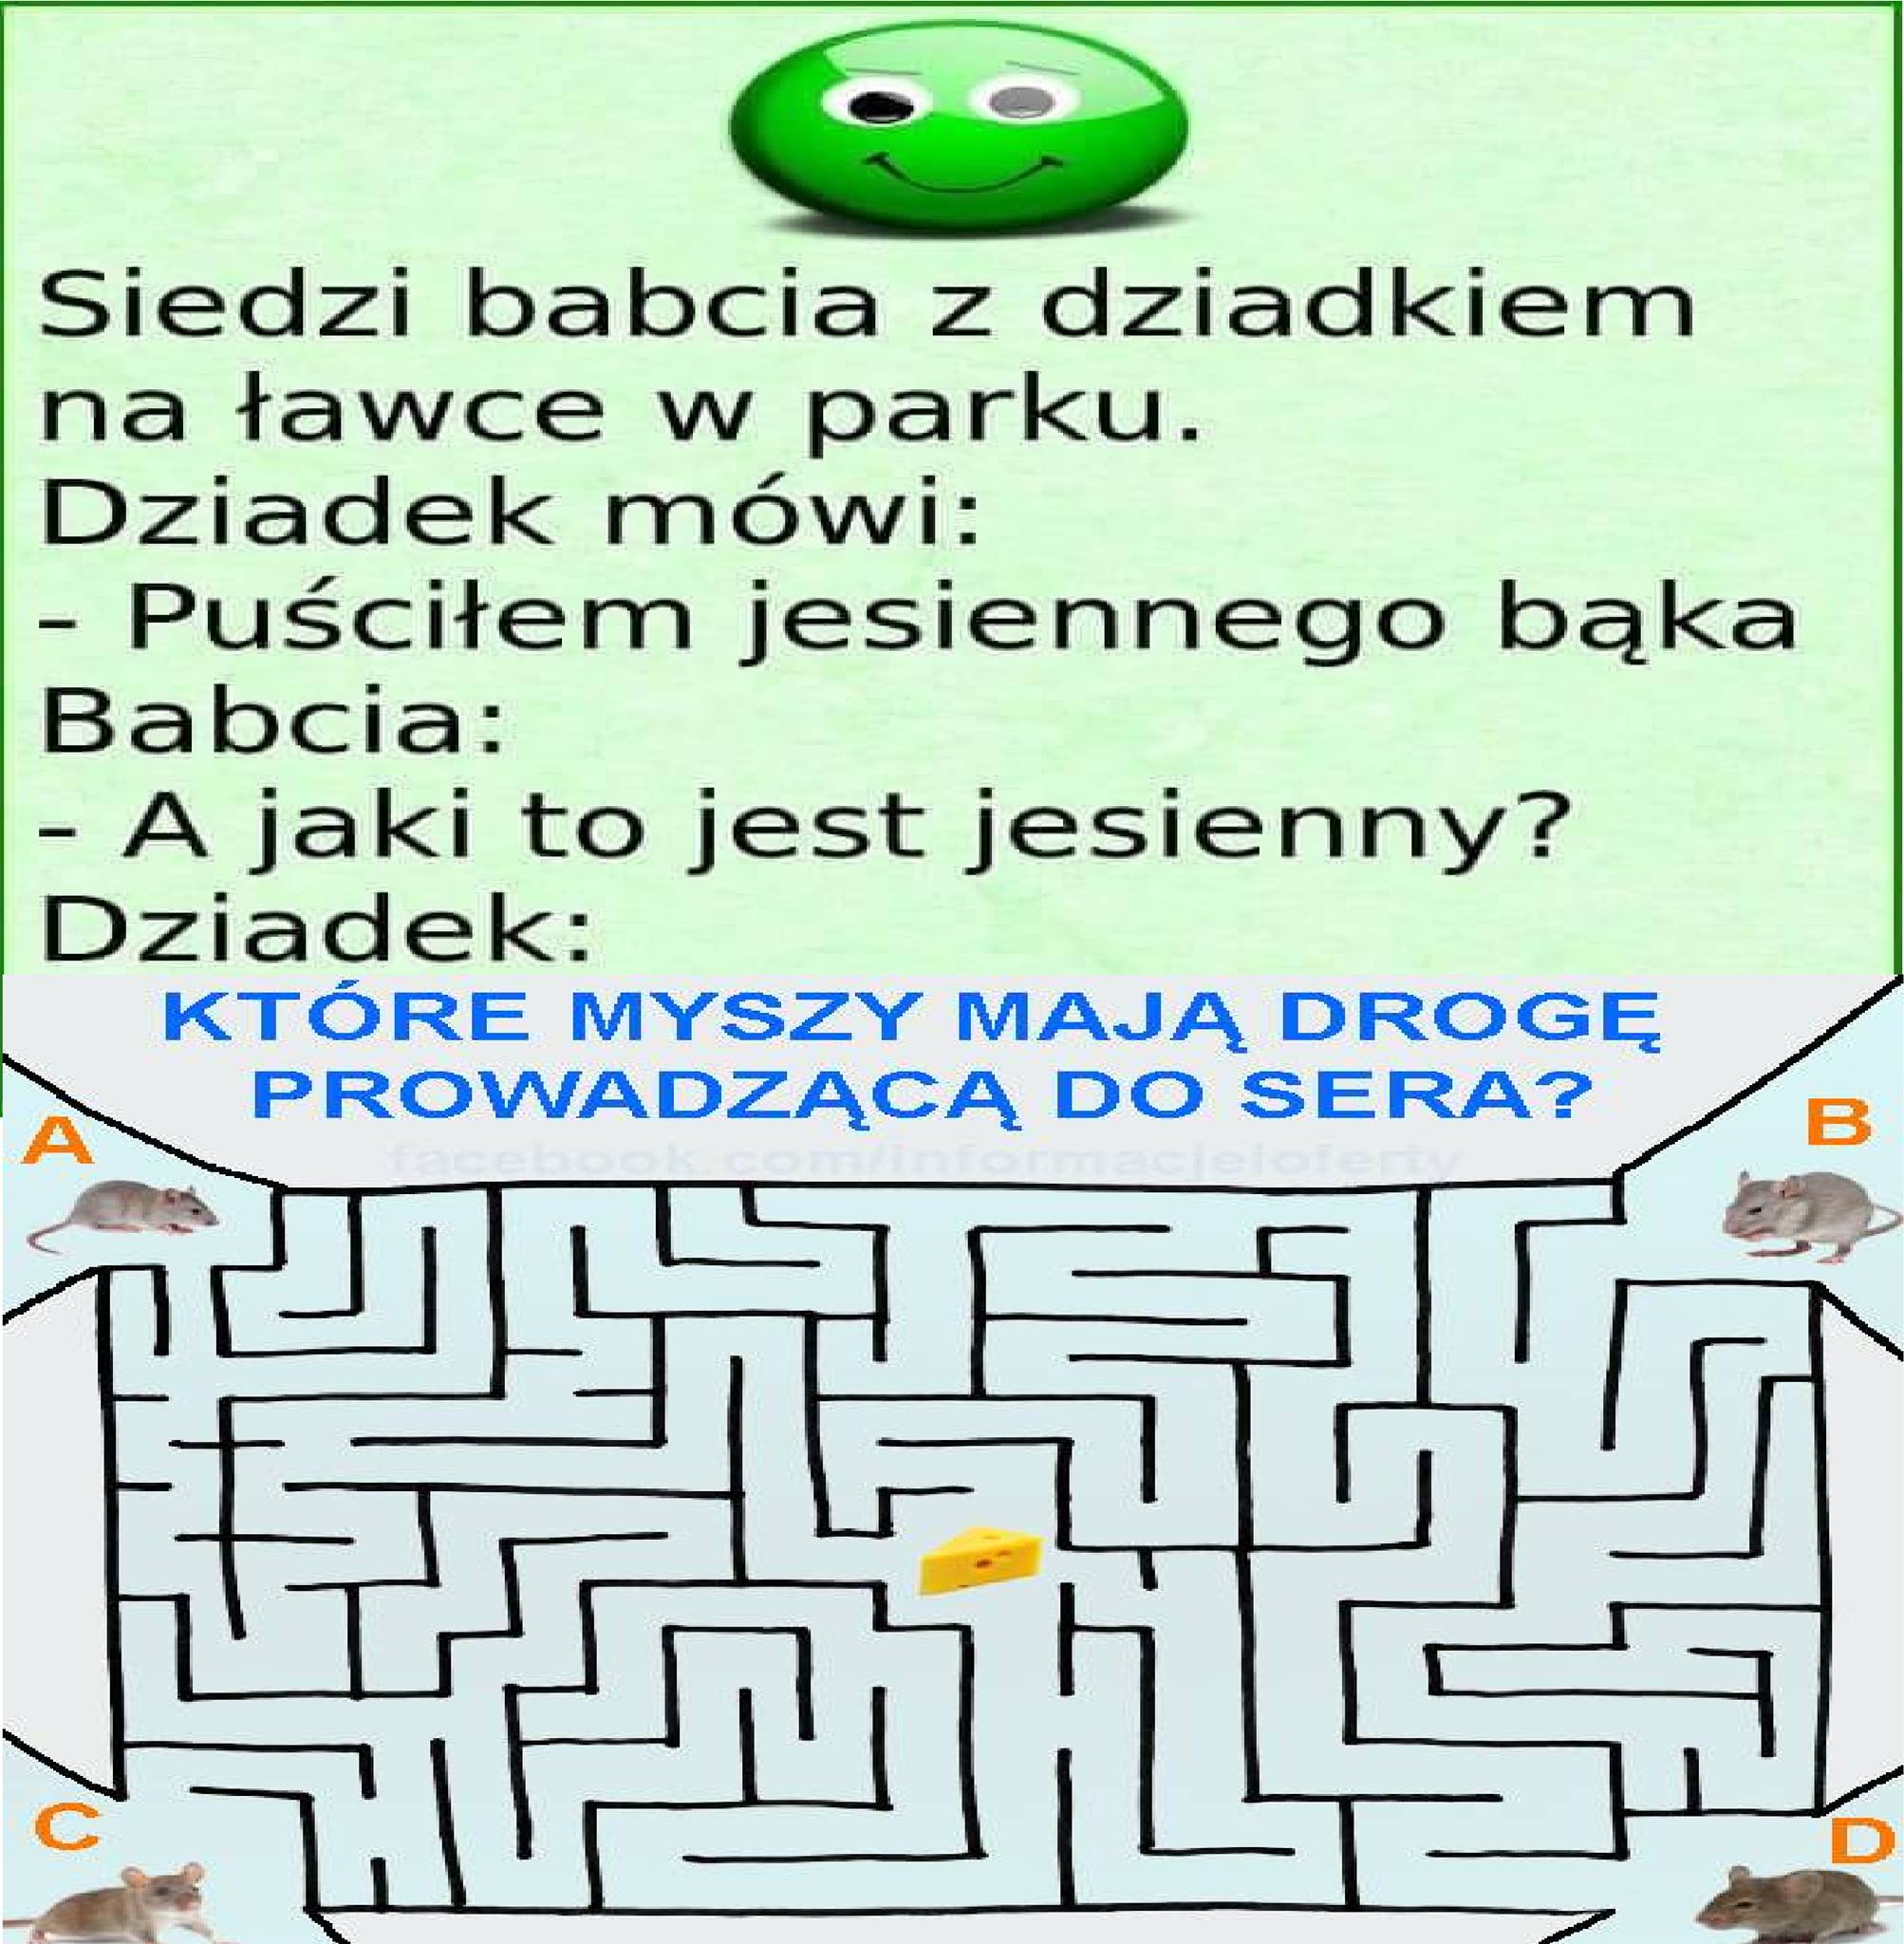 Siedzi babcia z dziadkiem
na ławce w parku.
Dziadek mówi:
- Puściłem jesiennego bąka
Babcia:
- A jaki to jest jesienny?
Dziadek:
KTÓRE MYSZY MAJĄ DROGĘ
PROWADZĄCĄ DO SERA?
facebook.com/informacjeioferty
A
B
C
D